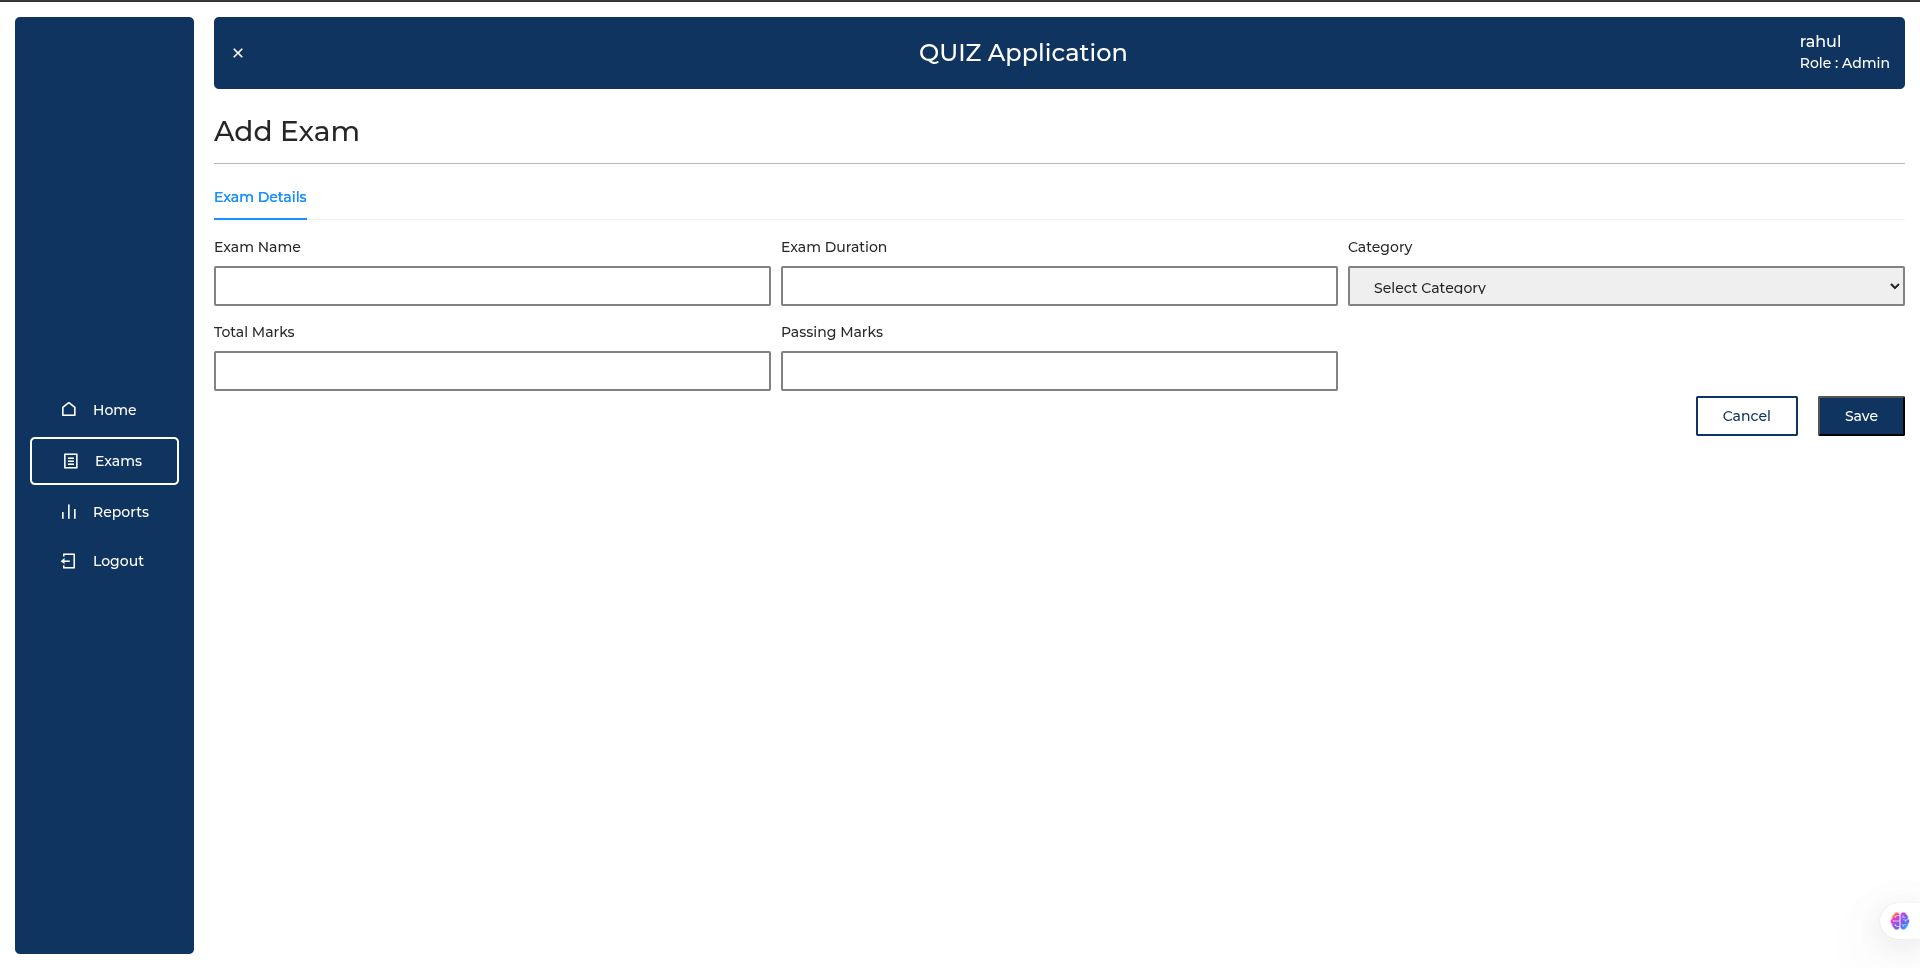 QUIZ Application
rahul
Role : Admin
Home
Exams
Reports
Logout
Add Exam
Exam Details
Exam Name
Exam Duration
Category
Select Category
Total Marks
Passing Marks
Cancel
Save